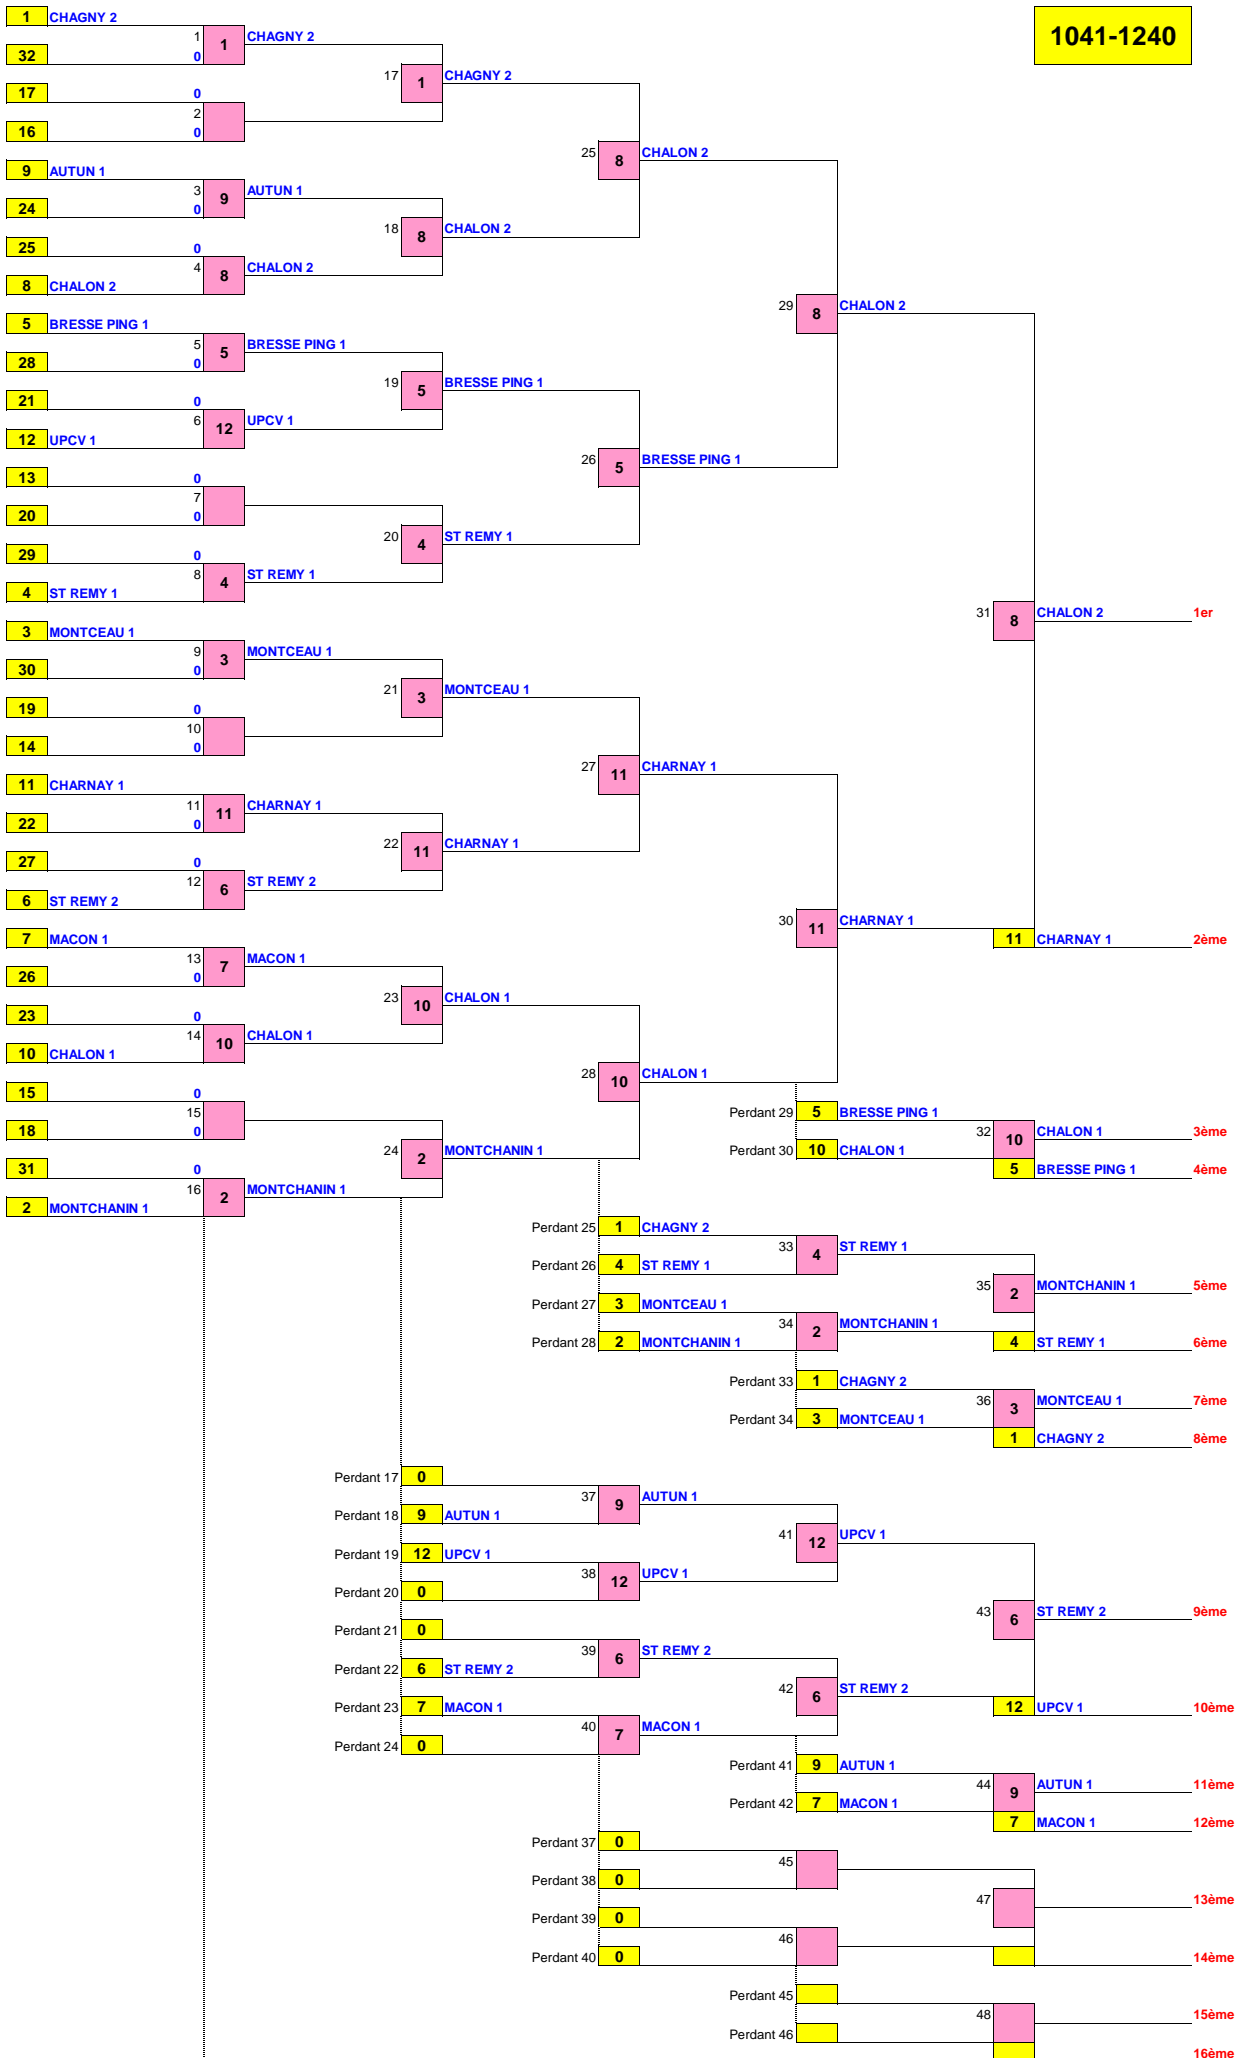 1 CHAGNY 2
1041-1240
1 1 CHAGNY 2
32 0
17 1 CHAGNY 2
17 0
2
16 0
25 8 CHALON 2
9 AUTUN 1
3 9 AUTUN 1
24 0
18 8 CHALON 2
25 0
4 8 CHALON 2
8 CHALON 2
29 8 CHALON 2
5 BRESSE PING 1
5 5 BRESSE PING 1
28 0
19 5 BRESSE PING 1
21 0
6 12 UPCV 1
12 UPCV 1
26 5 BRESSE PING 1
13 0
7
20 0
20 4 ST REMY 1
29 0
8 4 ST REMY 1
4 ST REMY 1
31 8 CHALON 2 1er
3 MONTCEAU 1
9 3 MONTCEAU 1
30 0
21 3 MONTCEAU 1
19 0
10
14 0
27 11 CHARNAY 1
11 CHARNAY 1
11 11 CHARNAY 1
22 0
22 11 CHARNAY 1
27 0
12 6 ST REMY 2
6 ST REMY 2
30 11 CHARNAY 1
7 MACON 1
11 CHARNAY 1 2ème
13 7 MACON 1
26 0
23 10 CHALON 1
23 0
14 10 CHALON 1
10 CHALON 1
28 10 CHALON 1
15 0
15
Perdant 29 5 BRESSE PING 1
18 0
32 10 CHALON 1 3ème
24 2 MONTCHANIN 1
Perdant 30 10 CHALON 1
31 0
5 BRESSE PING 1 4ème
16 2 MONTCHANIN 1
2 MONTCHANIN 1
Perdant 25 1 CHAGNY 2
33 4 ST REMY 1
Perdant 26 4 ST REMY 1
35 2 MONTCHANIN 1 5ème
Perdant 27 3 MONTCEAU 1
34 2 MONTCHANIN 1
Perdant 28 2 MONTCHANIN 1
4 ST REMY 1 6ème
Perdant 33 1 CHAGNY 2
36 3 MONTCEAU 1 7ème
Perdant 34 3 MONTCEAU 1
1 CHAGNY 2 8ème
Perdant 17 0
37 9 AUTUN 1
Perdant 18 9 AUTUN 1
41 12 UPCV 1
Perdant 19 12 UPCV 1
38 12 UPCV 1
Perdant 20 0
43 6 ST REMY 2 9ème
Perdant 21 0
39 6 ST REMY 2
Perdant 22 6 ST REMY 2
42 6 ST REMY 2
Perdant 23 7 MACON 1
12 UPCV 1 10ème
40 7 MACON 1
Perdant 24 0
Perdant 41 9 AUTUN 1
44 9 AUTUN 1 11ème
Perdant 42 7 MACON 1
7 MACON 1 12ème
Perdant 37 0
45
Perdant 38 0
47 13ème
Perdant 39 0
46
Perdant 40 0
14ème
Perdant 45
48 15ème
Perdant 46
16ème